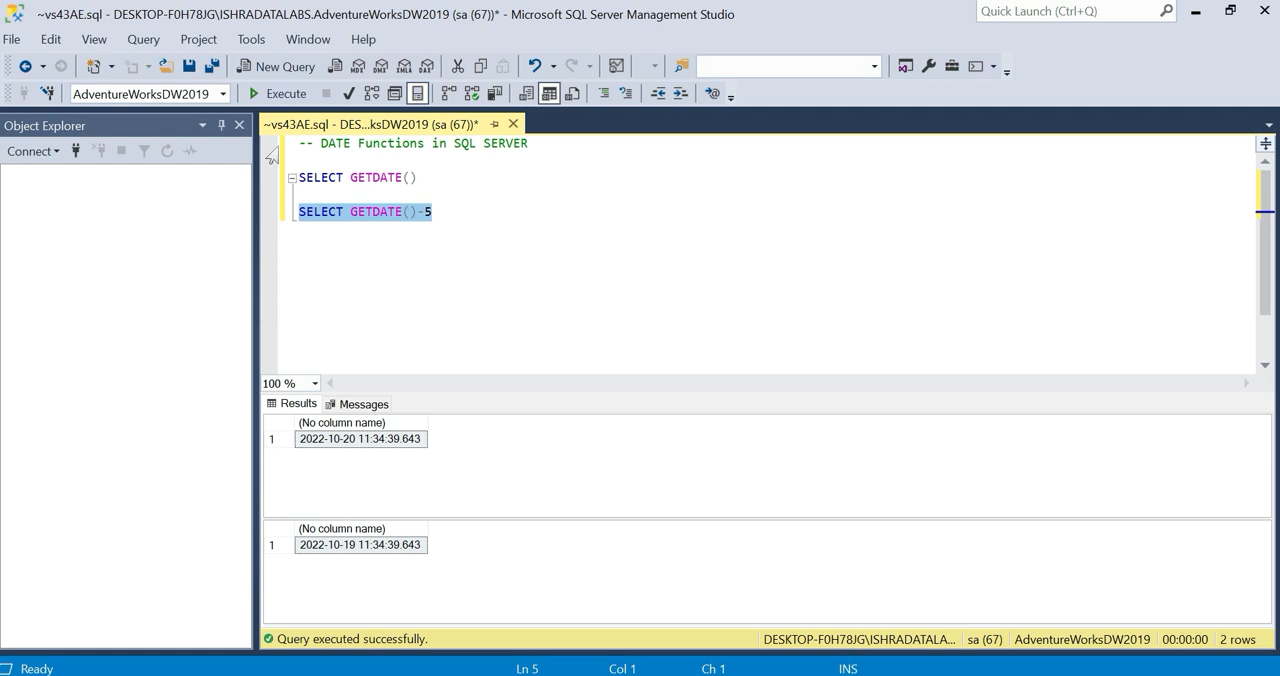 ~vs43AE.sql - DESKTOP-F0H78JG\ISHRADATALABS.AdventureWorksDW2019 (sa (67))* - Microsoft SQL Server Management Studio
Quick Launch (Ctrl+Q)
File Edit View Query Project Tools Window Help
New Query
MDX DMX XMLA DAX
AdventureWorksDW2019
Execute
Object Explorer
~vs43AE.sql - DES...ksDW2019 (sa (67))*
Connect
-- DATE Functions in SQL SERVER
SELECT GETDATE()
SELECT GETDATE()-5
100 %
Results Messages
(No column name)
1 2022-10-20 11:34:39.643
(No column name)
1 2022-10-19 11:34:39.643
Query executed successfully.
DESKTOP-F0H78JG\ISHRADATALA... sa (67) AdventureWorksDW2019 00:00:00 2 rows
Ready Ln 5 Col 1 Ch 1 INS